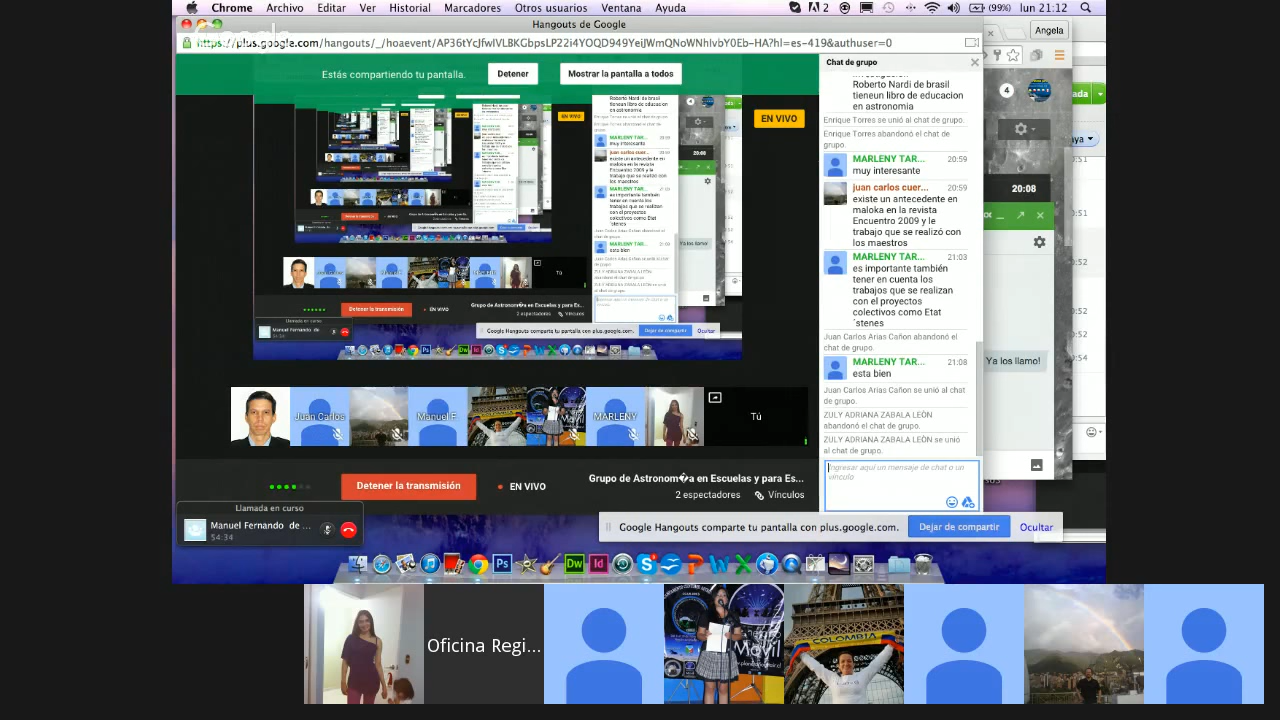 Chrome Archivo Editar Ver Historial Marcadores Otros usuarios Ventana Ayuda
2 (99%) lun 21:12
Hangouts de Google
Google
https://plus.google.com/hangouts/_/hoaevent/AP36tYcJfwIVLBKGbpsLP22i4YOQD949YeiJWmQNoWNhIvbY0Eb-HA?hl=es-419&authuser=0
Angela
Estás compartiendo tu pantalla.
Detener
Mostrar la pantalla a todos
EN VIVO
Chat de grupo
Roberto Nardi de brasil
tieneun libro de educacion
en astronomia
Enrique Torres se unió al chat de grupo.
Enrique Torres abandonó el chat de
grupo.
MARLENY TAR... 20:59
muy interesante
juan carlos cuer... 20:59
existe un antecedente en
maloka en la revista
Encuentro 2009 y le
trabajo que se realizó con
los maestros
MARLENY TAR... 21:03
es importante también
tener en cuenta los
trabajos que se realizan
con el proyectos
colectivos como Etat
´stenes
Juan Carlos Arias Cañon abandonó el
chat de grupo.
MARLENY TAR... 21:08
esta bien
Juan Carlos Arias Cañon se unió al chat
de grupo.
ZULY ADRIANA ZABALA LEÓN
abandonó el chat de grupo.
ZULY ADRIANA ZABALA LEÓN se unió
al chat de grupo.
Ingresar aquí un mensaje de chat o un
vínculo
4
20:08
Ya los llamo!
Juan Carlos
Manuel F
MARLENY
Tú
Detener la transmisión
EN VIVO
Grupo de Astronom�a en Escuelas y para Es...
2 espectadores Vínculos
Llamada en curso
Manuel Fernando de ...
54:34
Google Hangouts comparte tu pantalla con plus.google.com.
Dejar de compartir
Ocultar
Ps
Dw
Id
Oficina Regi...
COLOMBIA